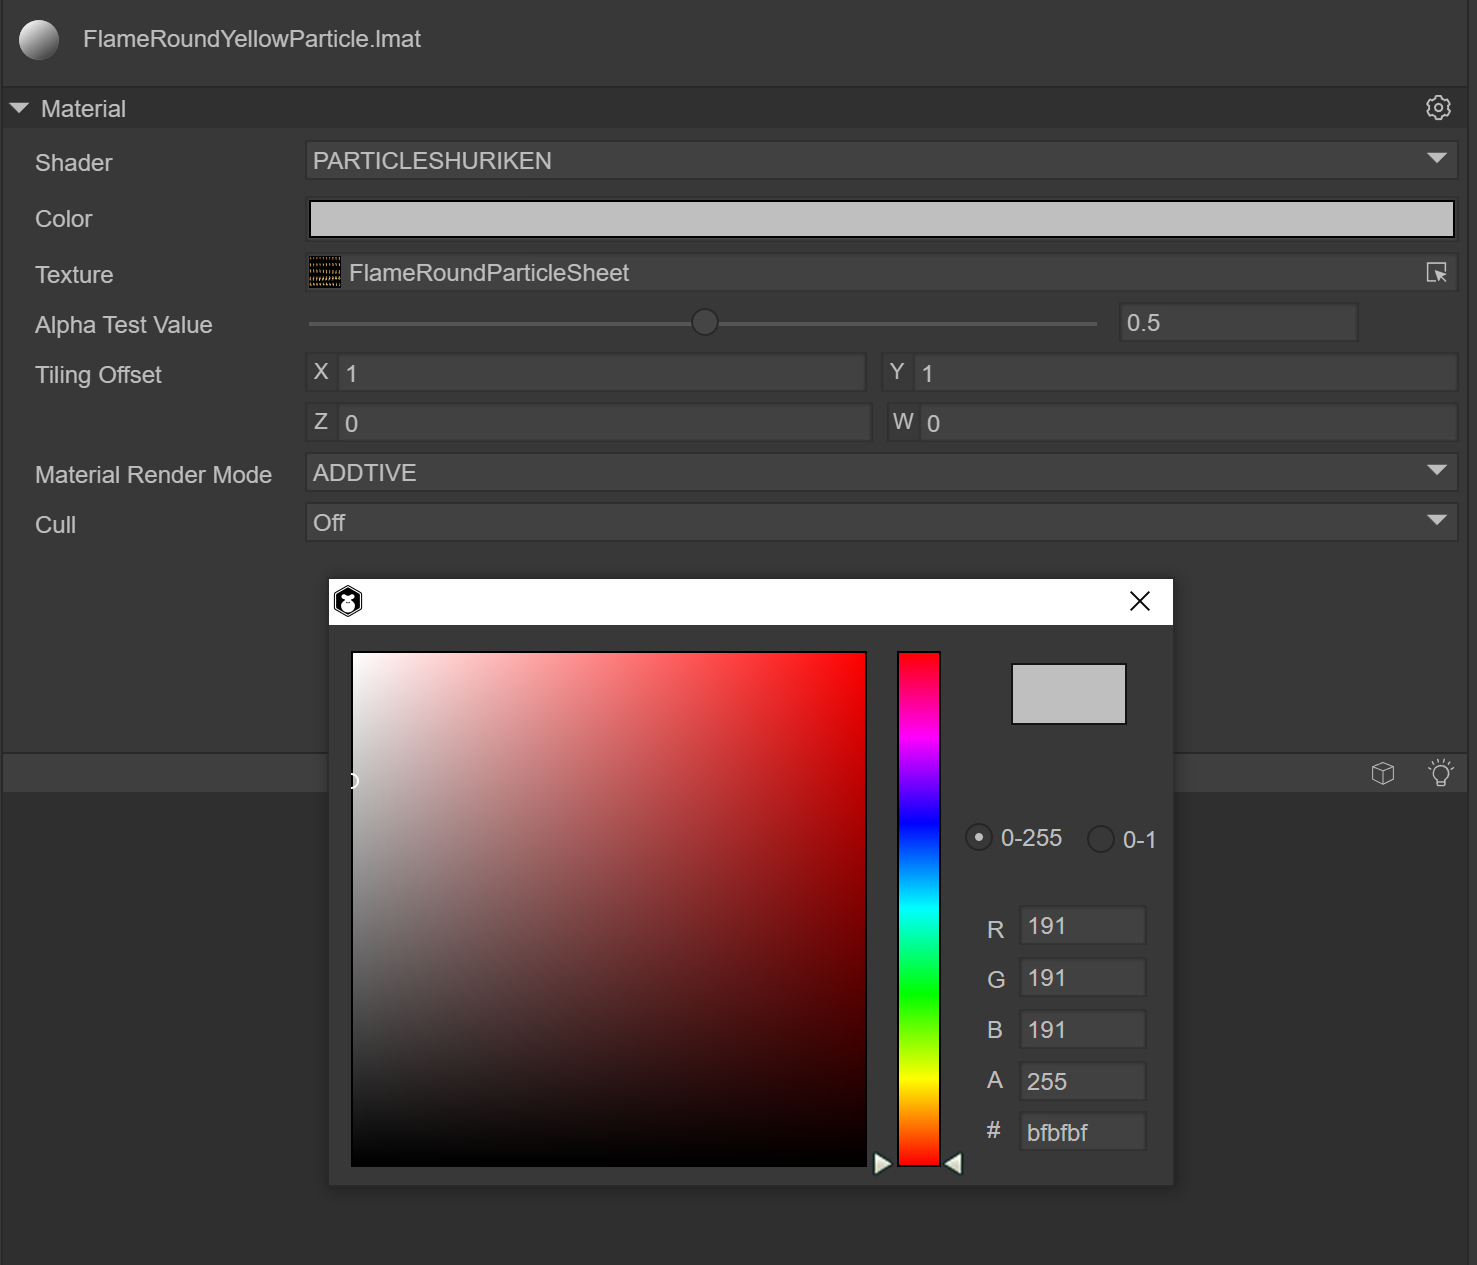 FlameRoundYellowParticle.lmat
Material
Shader PARTICLESHURIKEN
Color
Texture FlameRoundParticleSheet
Alpha Test Value 0.5
Tiling Offset X 1 Y 1
Z 0 W 0
Material Render Mode ADDTIVE
Cull Off
0-255 0-1
R 191
G 191
B 191
A 255
# bfbfbf